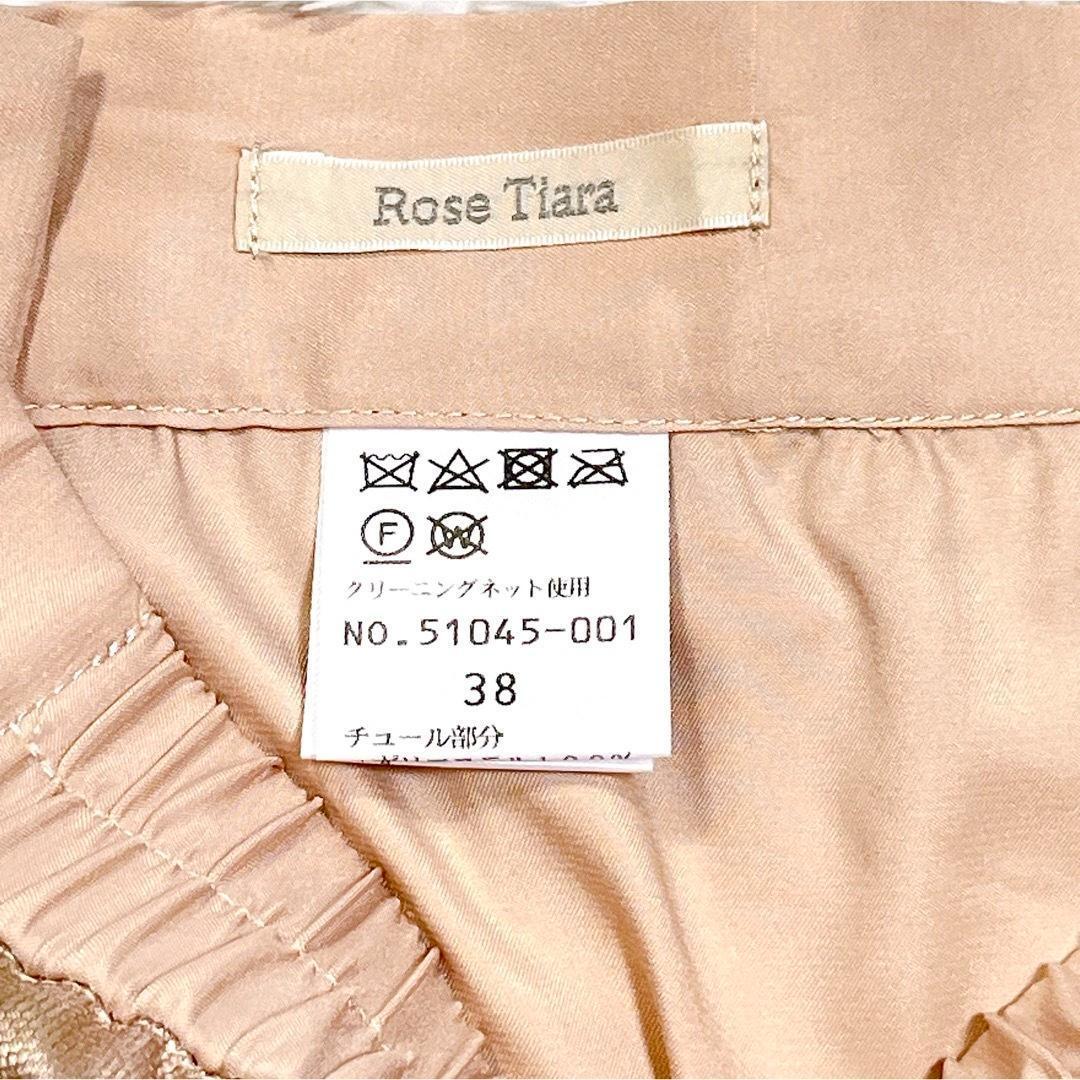 Rose Tiara
F
W
クリーニングネット使用
NO.51045-001
38
チュール部分